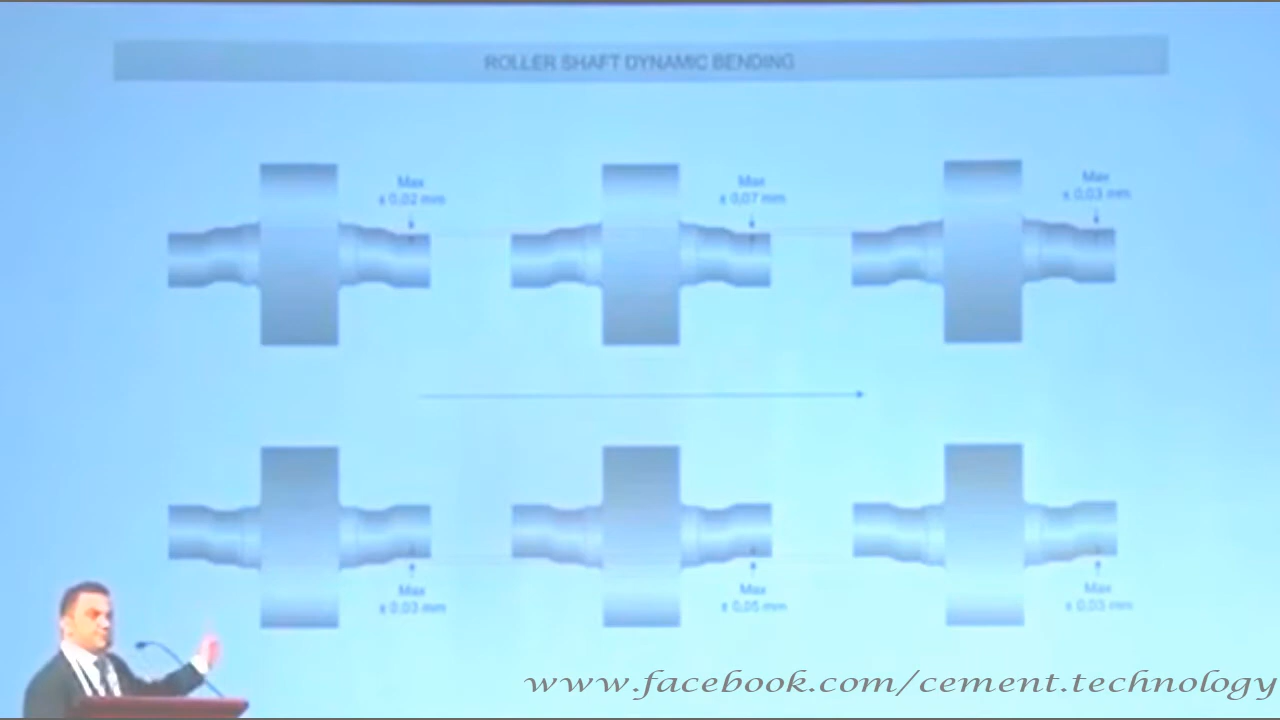 ROLLER SHAFT DYNAMIC BENDING
Max
± 0,02 mm
Max
± 0,07 mm
Max
± 0,03 mm
Max
± 0,03 mm
Max
± 0,05 mm
Max
± 0,03 mm
www.facebook.com/cement.technology